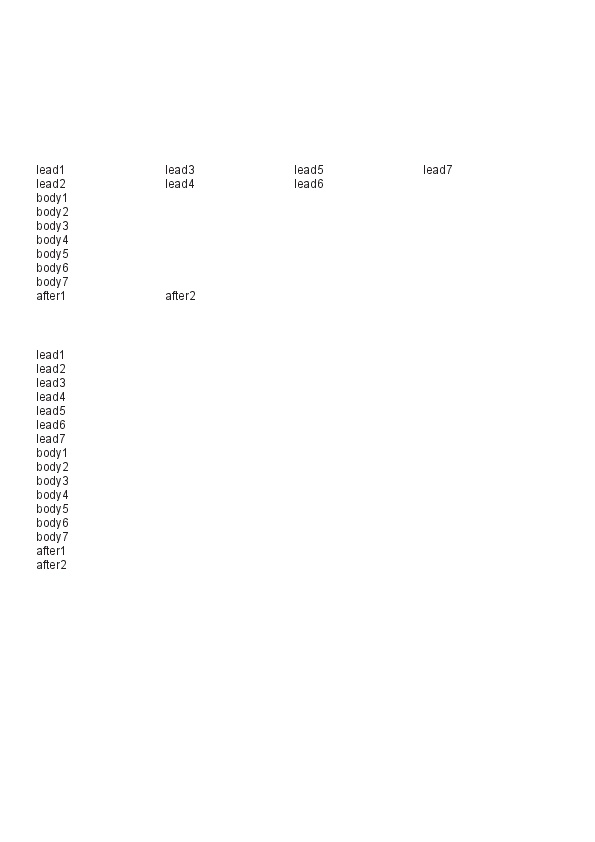 lead1 lead3 lead5 lead7
lead2 lead4 lead6
body1
body2
body3
body4
body5
body6
body7
after1 after2
lead1
lead2
lead3
lead4
lead5
lead6
lead7
body1
body2
body3
body4
body5
body6
body7
after1
after2